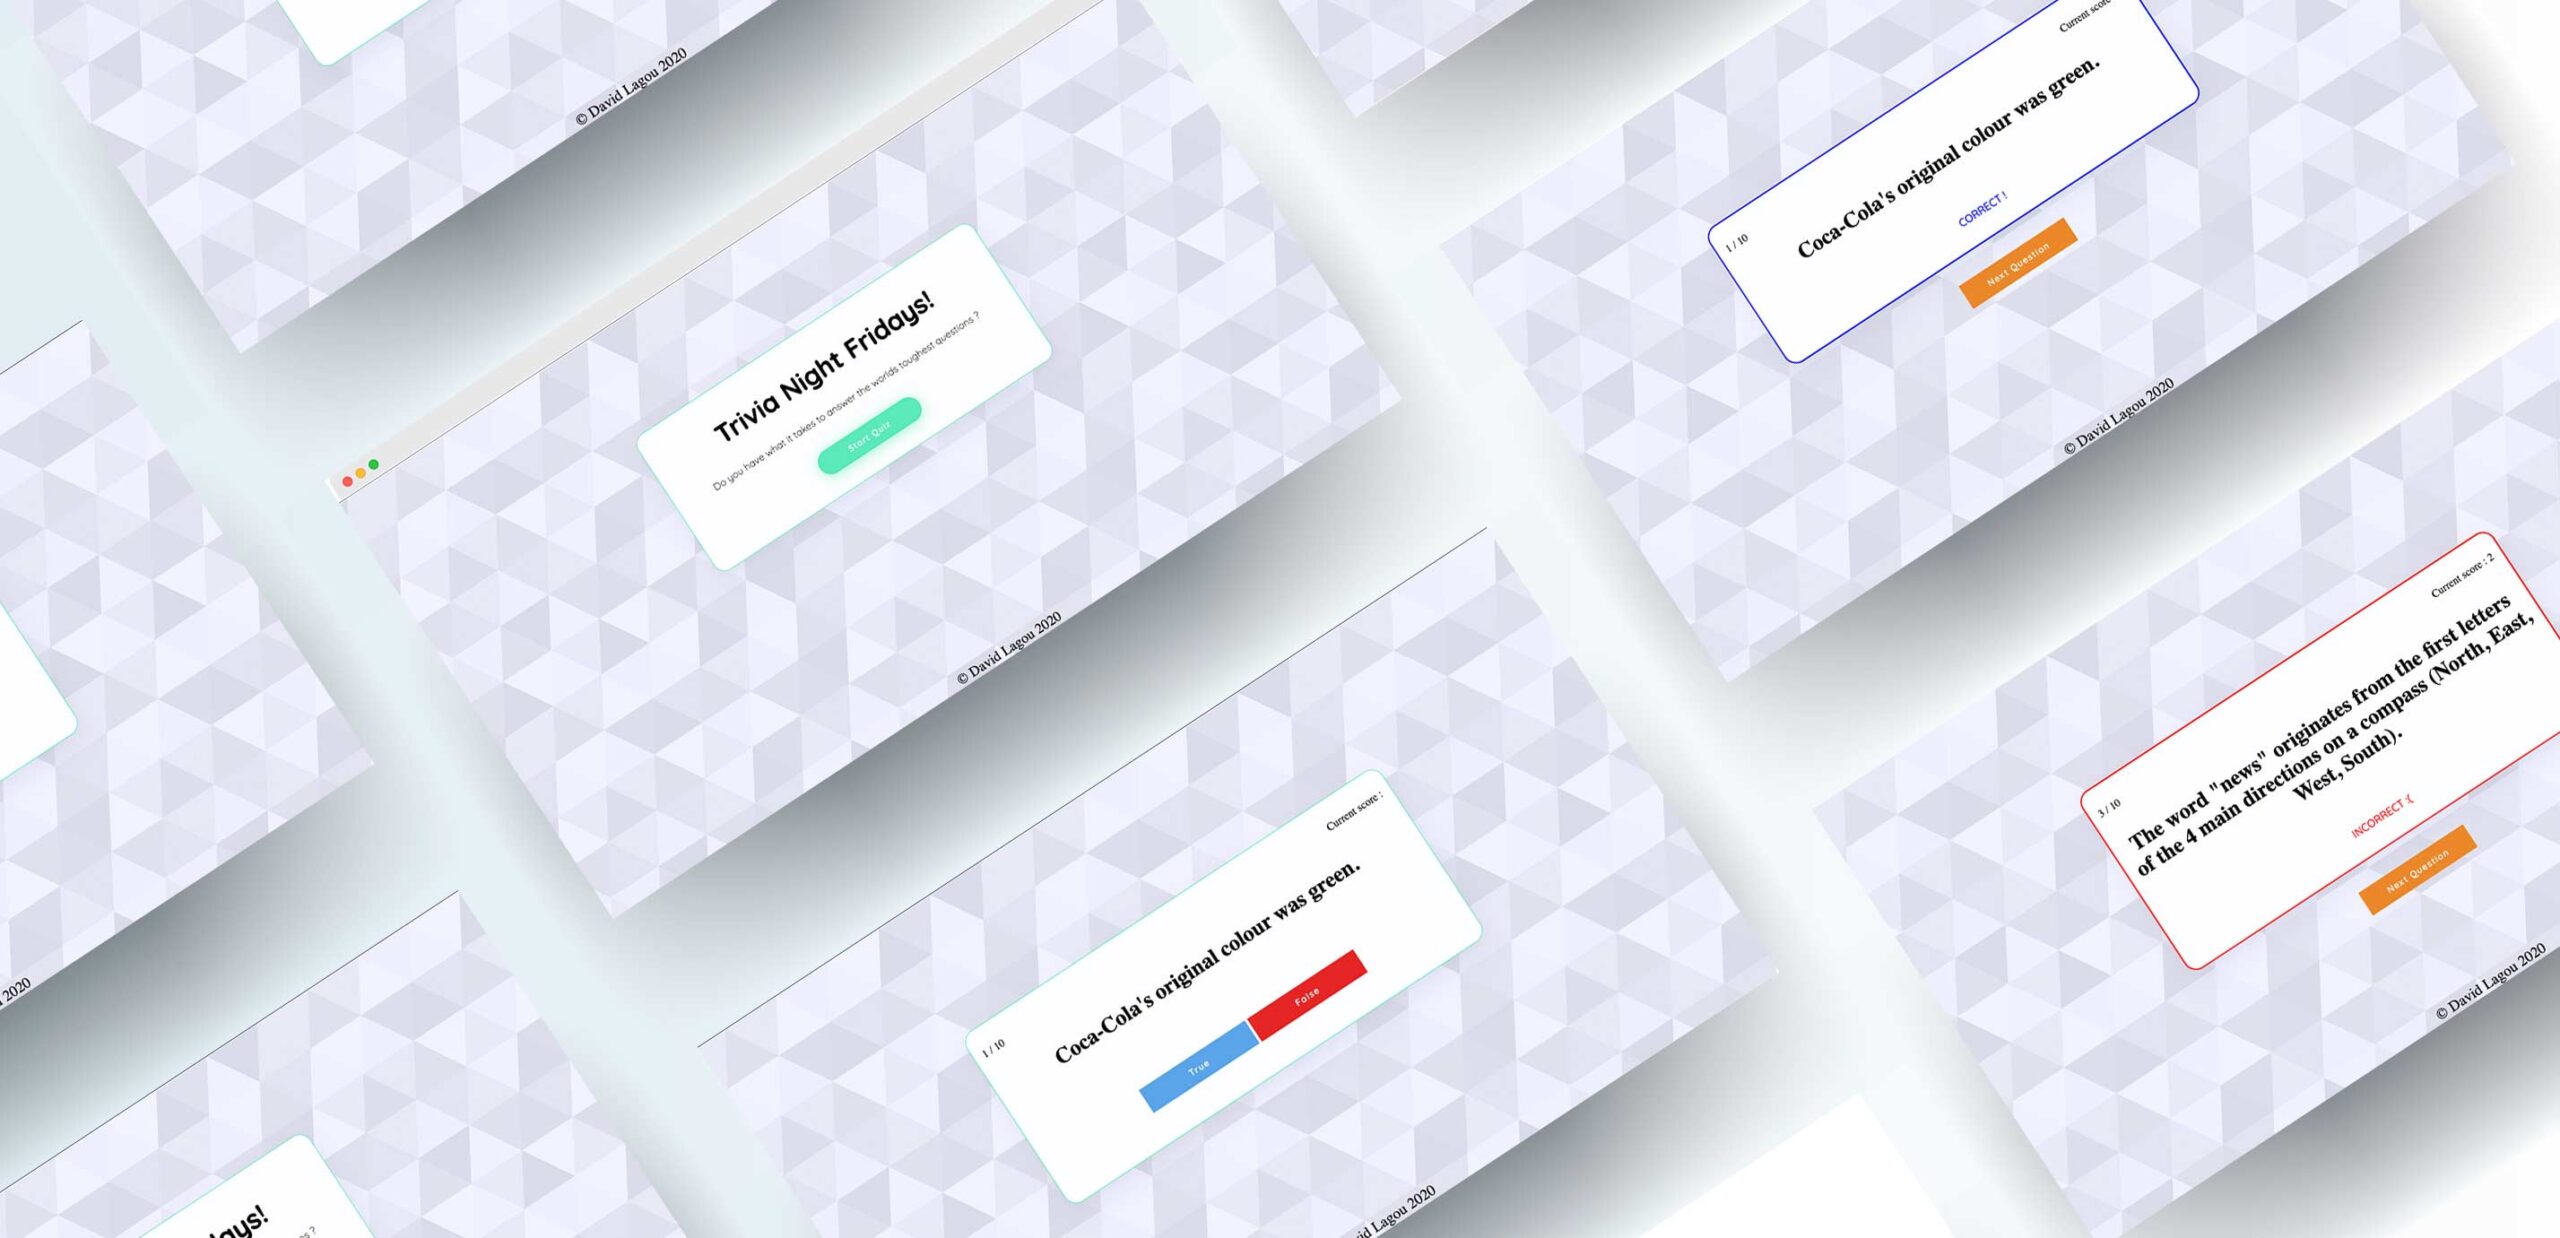 © David Lagou 2020
Trivia Night Fridays!
Do you have what it takes to answer the worlds toughest questions ?
Start Quiz
© David Lagou 2020
Current score
1 / 10
Coca-Cola's original colour was green.
CORRECT !
Next Question
© David Lagou 2020
Current score :
1 / 10
Coca-Cola's original colour was green.
True
False
Lagou 2020
Current score : 2
3 / 10
The word "news" originates from the first letters
of the 4 main directions on a compass (North, East,
West, South).
INCORRECT :(
Next Question
© David Lagou 2020
2020